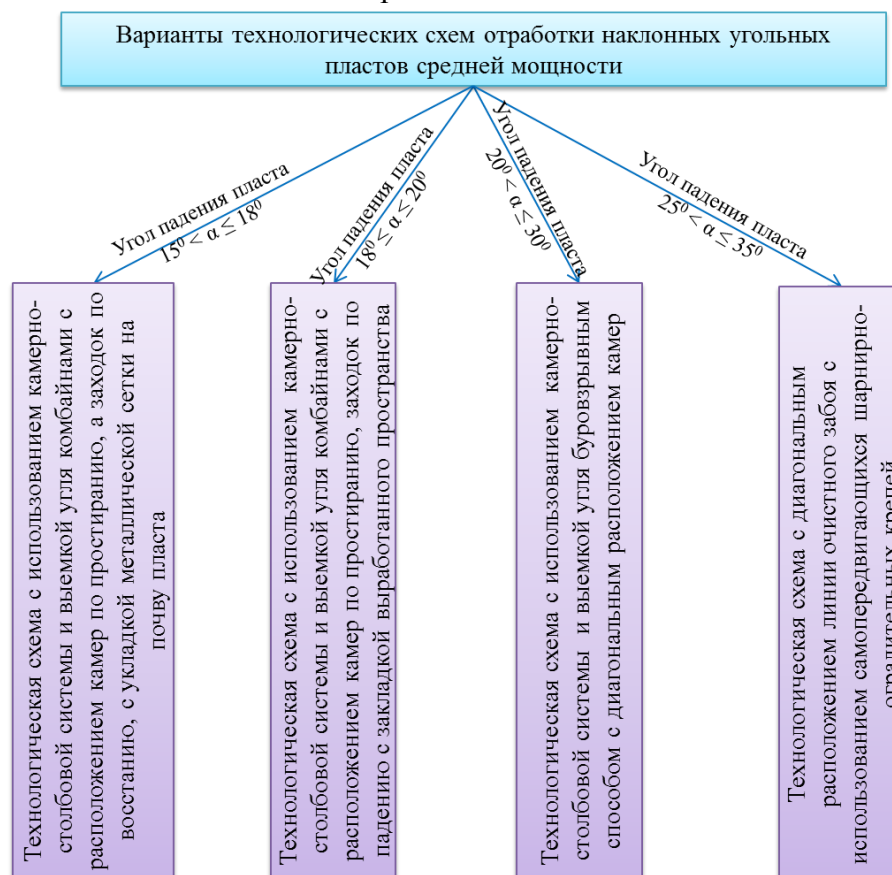 Варианты технологических схем отработки наклонных угольных
пластов средней мощности
Угол падения пласта
15⁰ < α ≤ 18⁰
Угол падения пласта
18⁰ ≤ α ≤ 20⁰
Угол падения пласта
20⁰ < α ≤ 30⁰
Угол падения пласта
25⁰ < α ≤ 35⁰
Технологическая схема с использованием камерно-
столбовой системы и выемкой угля комбайнами с
расположением камер по простиранию, а заходок по
восстанию, с укладкой металлической сетки на
почву пласта
Технологическая схема с использованием камерно-
столбовой системы и выемкой угля комбайнами с
расположением камер по простиранию, заходок по
падению с закладкой выработанного пространства
Технологическая схема с использованием камерно-
столбовой системы и выемкой угля буровзрывным
способом с диагональным расположением камер
Технологическая схема с диагональным
расположением линии очистного забоя с
использованием самопередвигающихся шарнирно-